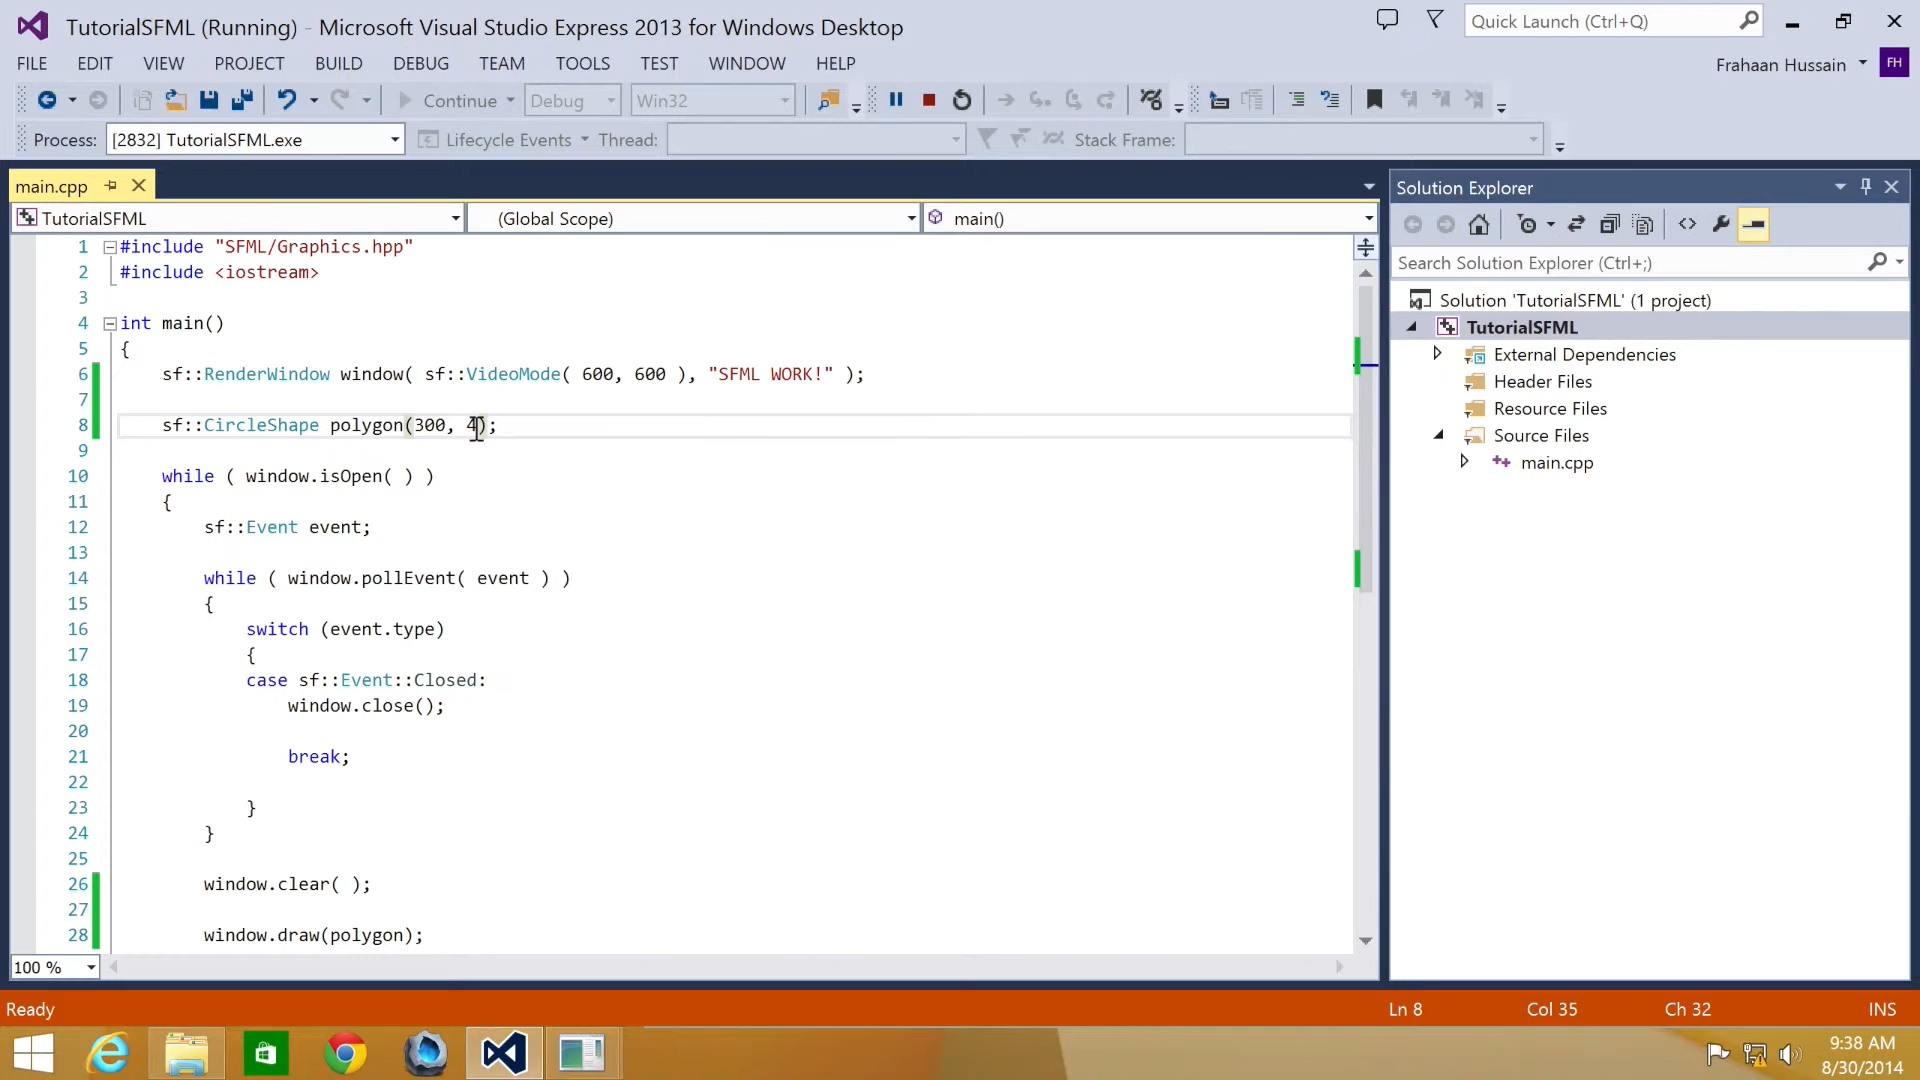 TutorialSFML (Running) - Microsoft Visual Studio Express 2013 for Windows Desktop
Quick Launch (Ctrl+Q)
FILE EDIT VIEW PROJECT BUILD DEBUG TEAM TOOLS TEST WINDOW HELP
Frahaan Hussain FH
Continue Debug Win32
Process: [2832] TutorialSFML.exe Lifecycle Events Thread: Stack Frame:
main.cpp
TutorialSFML (Global Scope) main()
1 #include "SFML/Graphics.hpp"
2 #include <iostream>
3
4 int main()
5 {
6 sf::RenderWindow window( sf::VideoMode( 600, 600 ), "SFML WORK!" );
7
8 sf::CircleShape polygon(300, 4);
9
10 while ( window.isOpen( ) )
11 {
12 sf::Event event;
13
14 while ( window.pollEvent( event ) )
15 {
16 switch (event.type)
17 {
18 case sf::Event::Closed:
19 window.close();
20
21 break;
22
23 }
24 }
25
26 window.clear( );
27
28 window.draw(polygon);
100 %
Solution Explorer
Search Solution Explorer (Ctrl+;)
Solution 'TutorialSFML' (1 project)
TutorialSFML
External Dependencies
Header Files
Resource Files
Source Files
main.cpp
Ready Ln 8 Col 35 Ch 32 INS
9:38 AM
8/30/2014